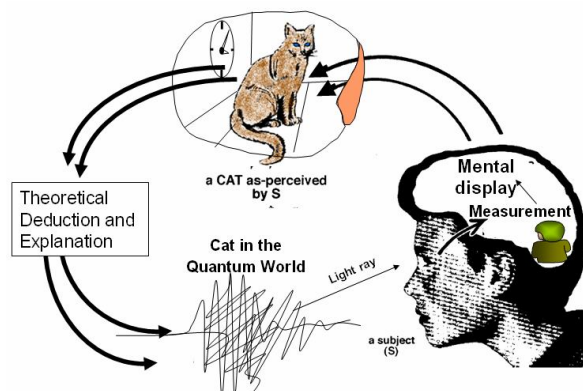 a CAT as-perceived
by S
Mental
display
Measurement
Theoretical
Deduction and
Explanation
Cat in the
Quantum World
Light ray
a subject
(S)